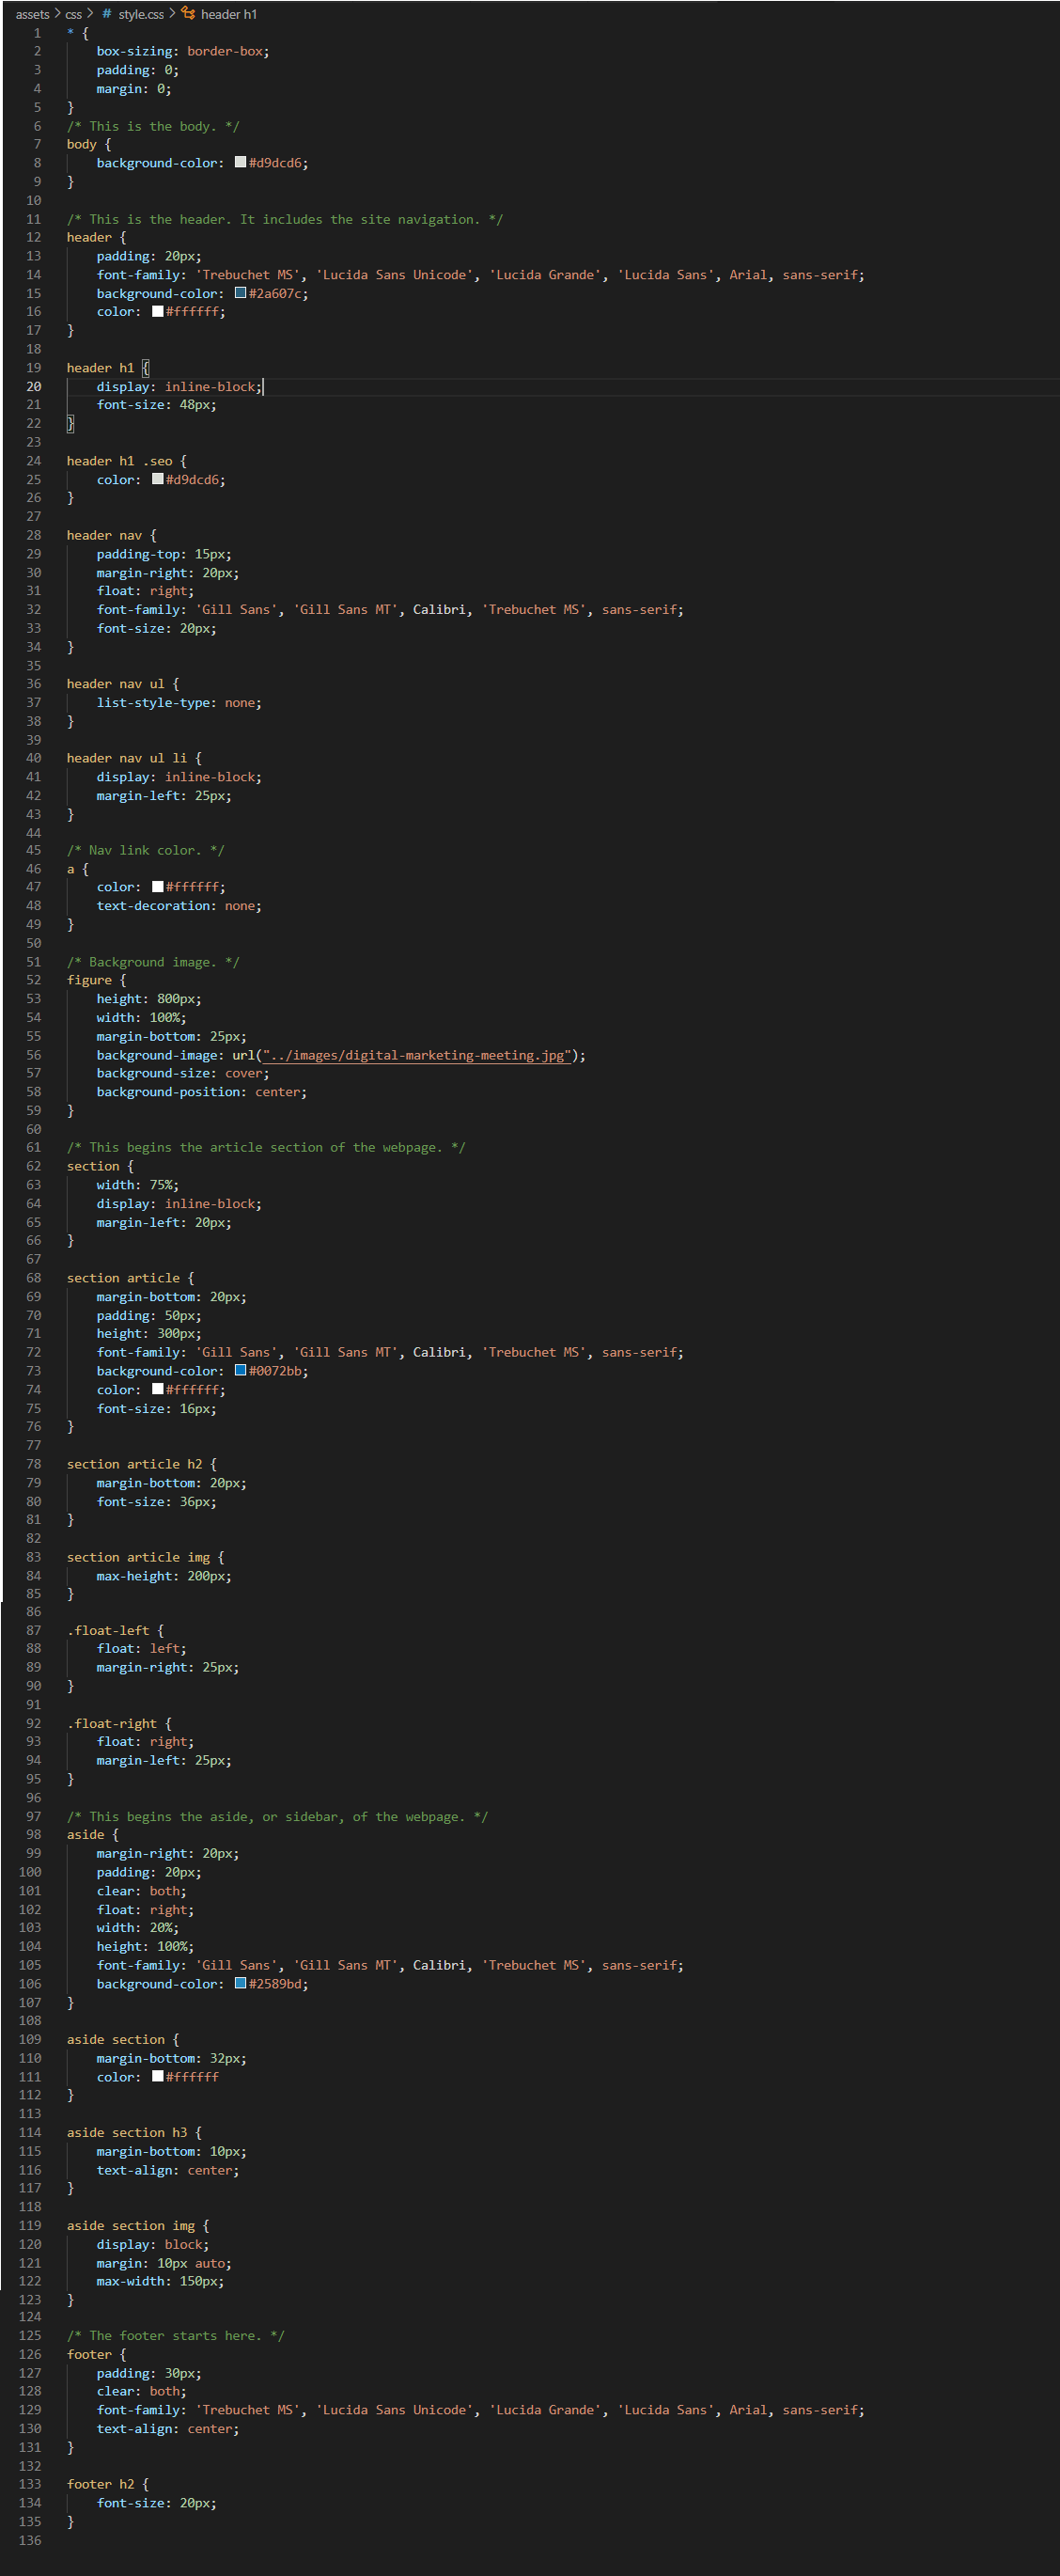 assets > css > # style.css > header h1
1 * {
2     box-sizing: border-box;
3     padding: 0;
4     margin: 0;
5 }
6 /* This is the body. */
7 body {
8     background-color: #d9dcd6;
9 }
10
11 /* This is the header. It includes the site navigation. */
12 header {
13     padding: 20px;
14     font-family: 'Trebuchet MS', 'Lucida Sans Unicode', 'Lucida Grande', 'Lucida Sans', Arial, sans-serif;
15     background-color: #2a607c;
16     color: #ffffff;
17 }
18
19 header h1 {
20     display: inline-block;
21     font-size: 48px;
22 }
23
24 header h1 .seo {
25     color: #d9dcd6;
26 }
27
28 header nav {
29     padding-top: 15px;
30     margin-right: 20px;
31     float: right;
32     font-family: 'Gill Sans', 'Gill Sans MT', Calibri, 'Trebuchet MS', sans-serif;
33     font-size: 20px;
34 }
35
36 header nav ul {
37     list-style-type: none;
38 }
39
40 header nav ul li {
41     display: inline-block;
42     margin-left: 25px;
43 }
44
45 /* Nav link color. */
46 a {
47     color: #ffffff;
48     text-decoration: none;
49 }
50
51 /* Background image. */
52 figure {
53     height: 800px;
54     width: 100%;
55     margin-bottom: 25px;
56     background-image: url("../images/digital-marketing-meeting.jpg");
57     background-size: cover;
58     background-position: center;
59 }
60
61 /* This begins the article section of the webpage. */
62 section {
63     width: 75%;
64     display: inline-block;
65     margin-left: 20px;
66 }
67
68 section article {
69     margin-bottom: 20px;
70     padding: 50px;
71     height: 300px;
72     font-family: 'Gill Sans', 'Gill Sans MT', Calibri, 'Trebuchet MS', sans-serif;
73     background-color: #0072bb;
74     color: #ffffff;
75     font-size: 16px;
76 }
77
78 section article h2 {
79     margin-bottom: 20px;
80     font-size: 36px;
81 }
82
83 section article img {
84     max-height: 200px;
85 }
86
87 .float-left {
88     float: left;
89     margin-right: 25px;
90 }
91
92 .float-right {
93     float: right;
94     margin-left: 25px;
95 }
96
97 /* This begins the aside, or sidebar, of the webpage. */
98 aside {
99     margin-right: 20px;
100     padding: 20px;
101     clear: both;
102     float: right;
103     width: 20%;
104     height: 100%;
105     font-family: 'Gill Sans', 'Gill Sans MT', Calibri, 'Trebuchet MS', sans-serif;
106     background-color: #2589bd;
107 }
108
109 aside section {
110     margin-bottom: 32px;
111     color: #ffffff
112 }
113
114 aside section h3 {
115     margin-bottom: 10px;
116     text-align: center;
117 }
118
119 aside section img {
120     display: block;
121     margin: 10px auto;
122     max-width: 150px;
123 }
124
125 /* The footer starts here. */
126 footer {
127     padding: 30px;
128     clear: both;
129     font-family: 'Trebuchet MS', 'Lucida Sans Unicode', 'Lucida Grande', 'Lucida Sans', Arial, sans-serif;
130     text-align: center;
131 }
132
133 footer h2 {
134     font-size: 20px;
135 }
136